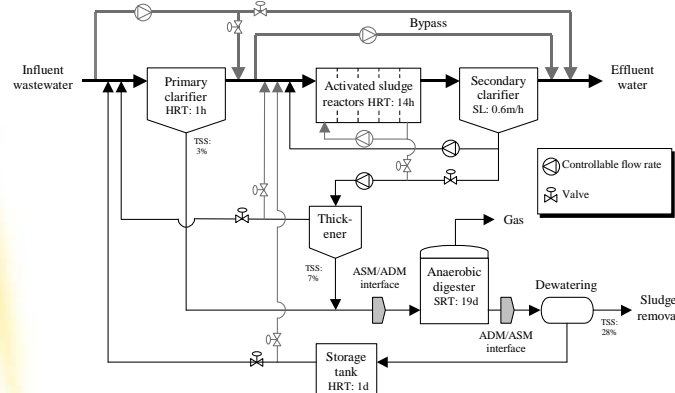 Bypass
Influent
wastewater
Effluent
water
Primary
clarifier
HRT: 1h
Activated sludge
reactors HRT: 14h
Secondary
clarifier
SL: 0.6m/h
TSS:
3%
Controllable flow rate
Valve
Thick-
ener
TSS:
7%
Gas
ASM/ADM
interface
Anaerobic
digester
SRT: 19d
Dewatering
Sludge
removal
TSS:
28%
ADM/ASM
interface
Storage
tank
HRT: 1d